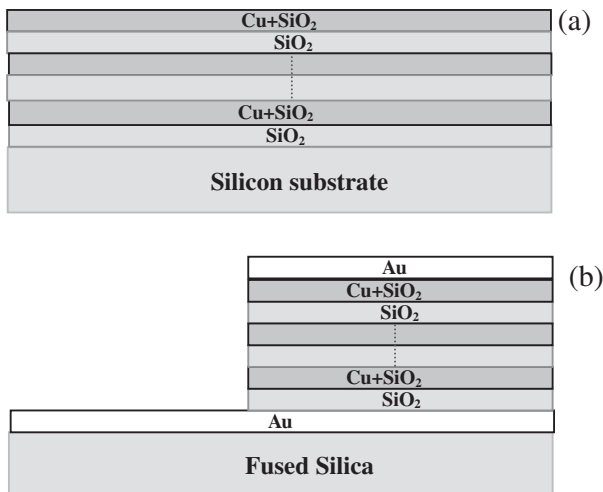 Cu+SiO₂
(a)
SiO₂
Cu+SiO₂
SiO₂
Silicon substrate
Au
(b)
Cu+SiO₂
SiO₂
Cu+SiO₂
SiO₂
Au
Fused Silica